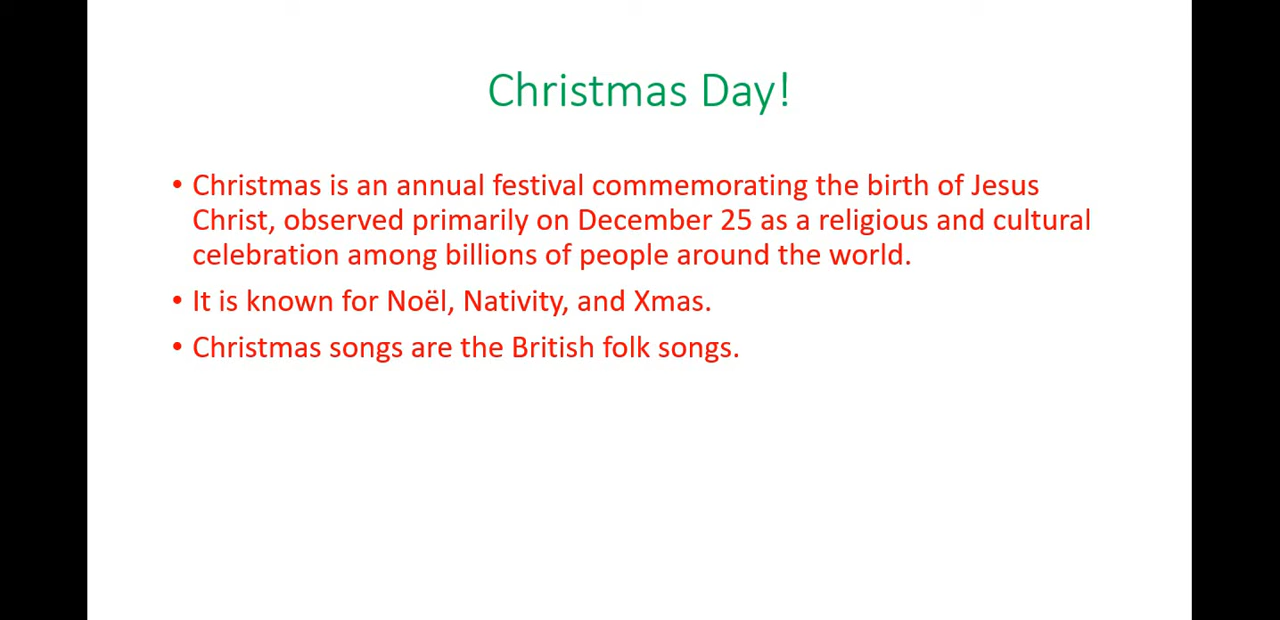 Christmas Day!
• Christmas is an annual festival commemorating the birth of Jesus
Christ, observed primarily on December 25 as a religious and cultural
celebration among billions of people around the world.
• It is known for Noël, Nativity, and Xmas.
• Christmas songs are the British folk songs.